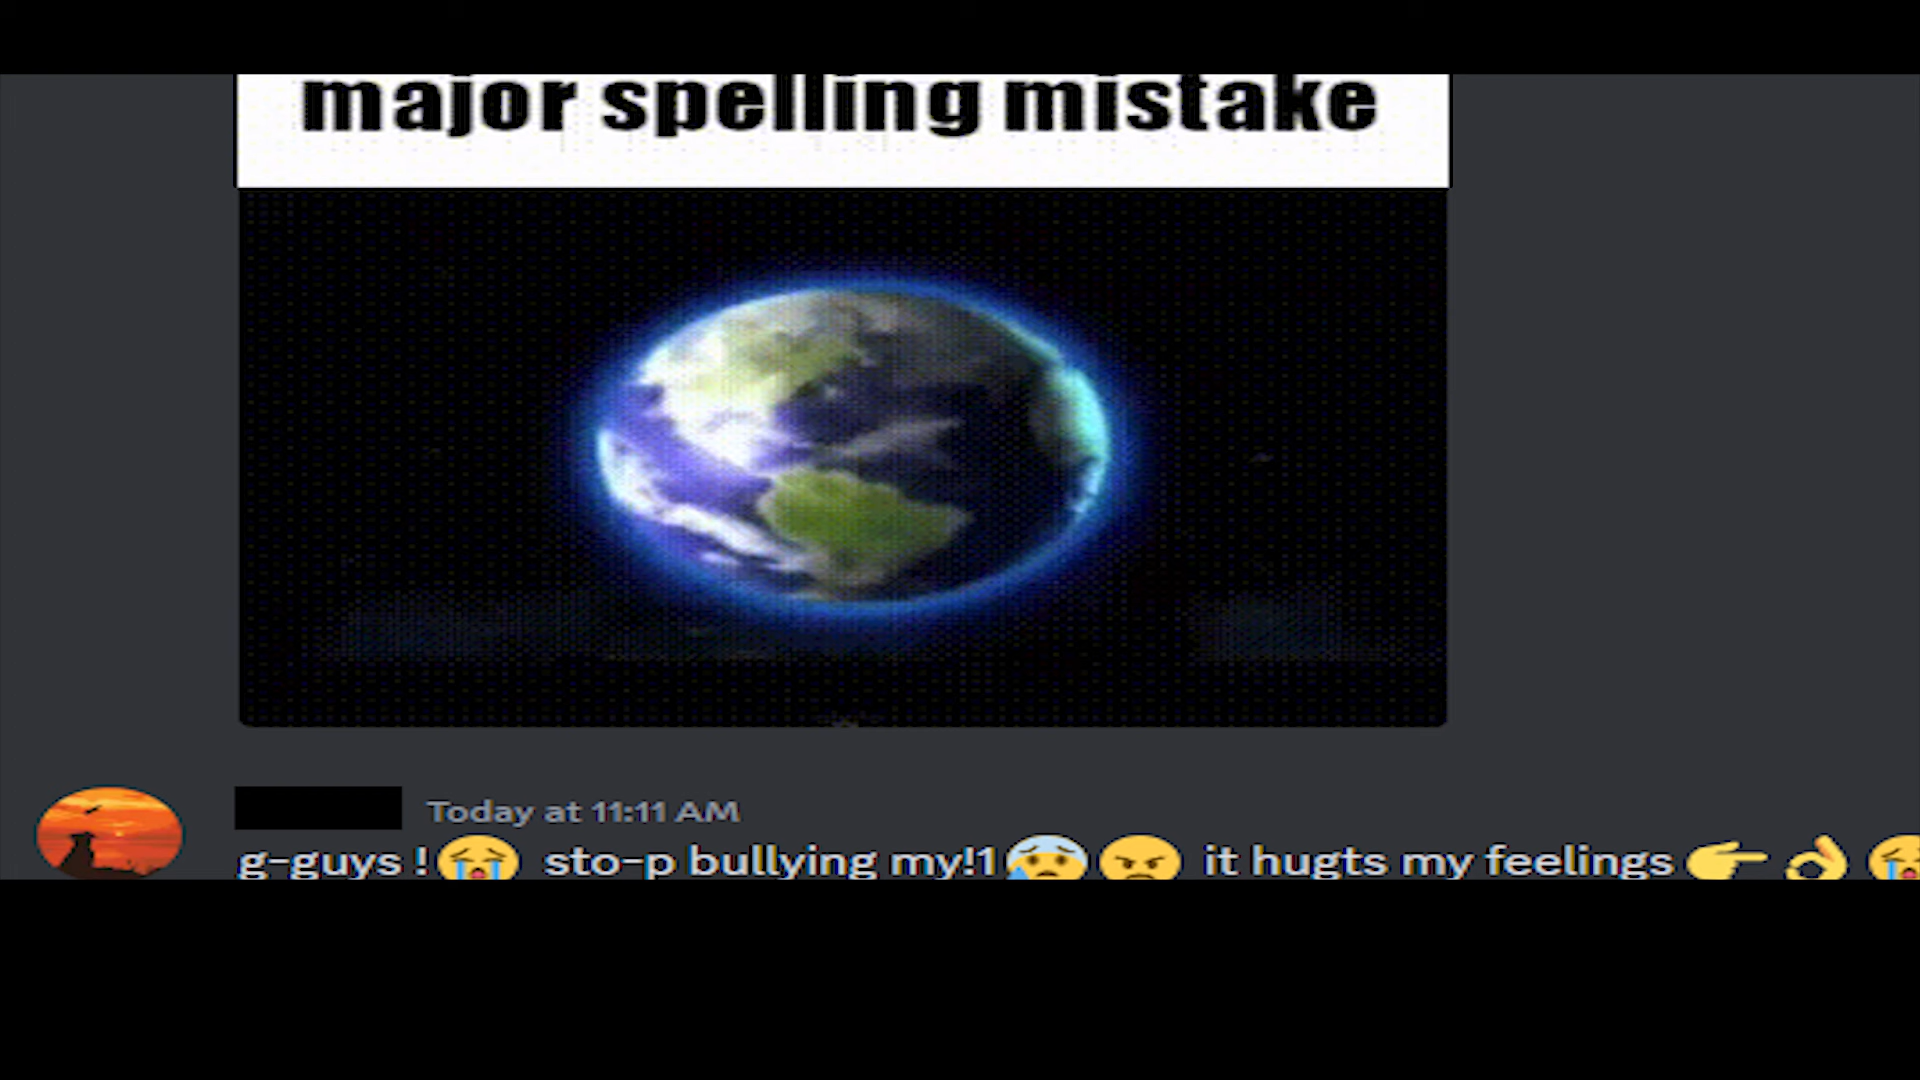 major spelling mistake
Today at 11:11 AM
g-guys !😭 sto-p bullying my!1😰😠 it hugts my feelings 👉👌😭